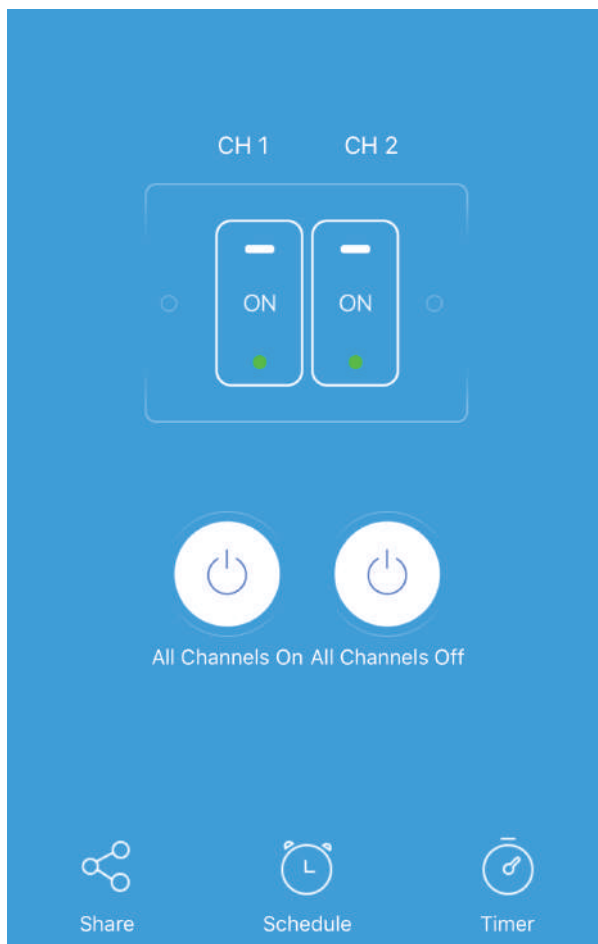 CH 1 CH 2
ON ON
All Channels On All Channels Off
Share Schedule Timer